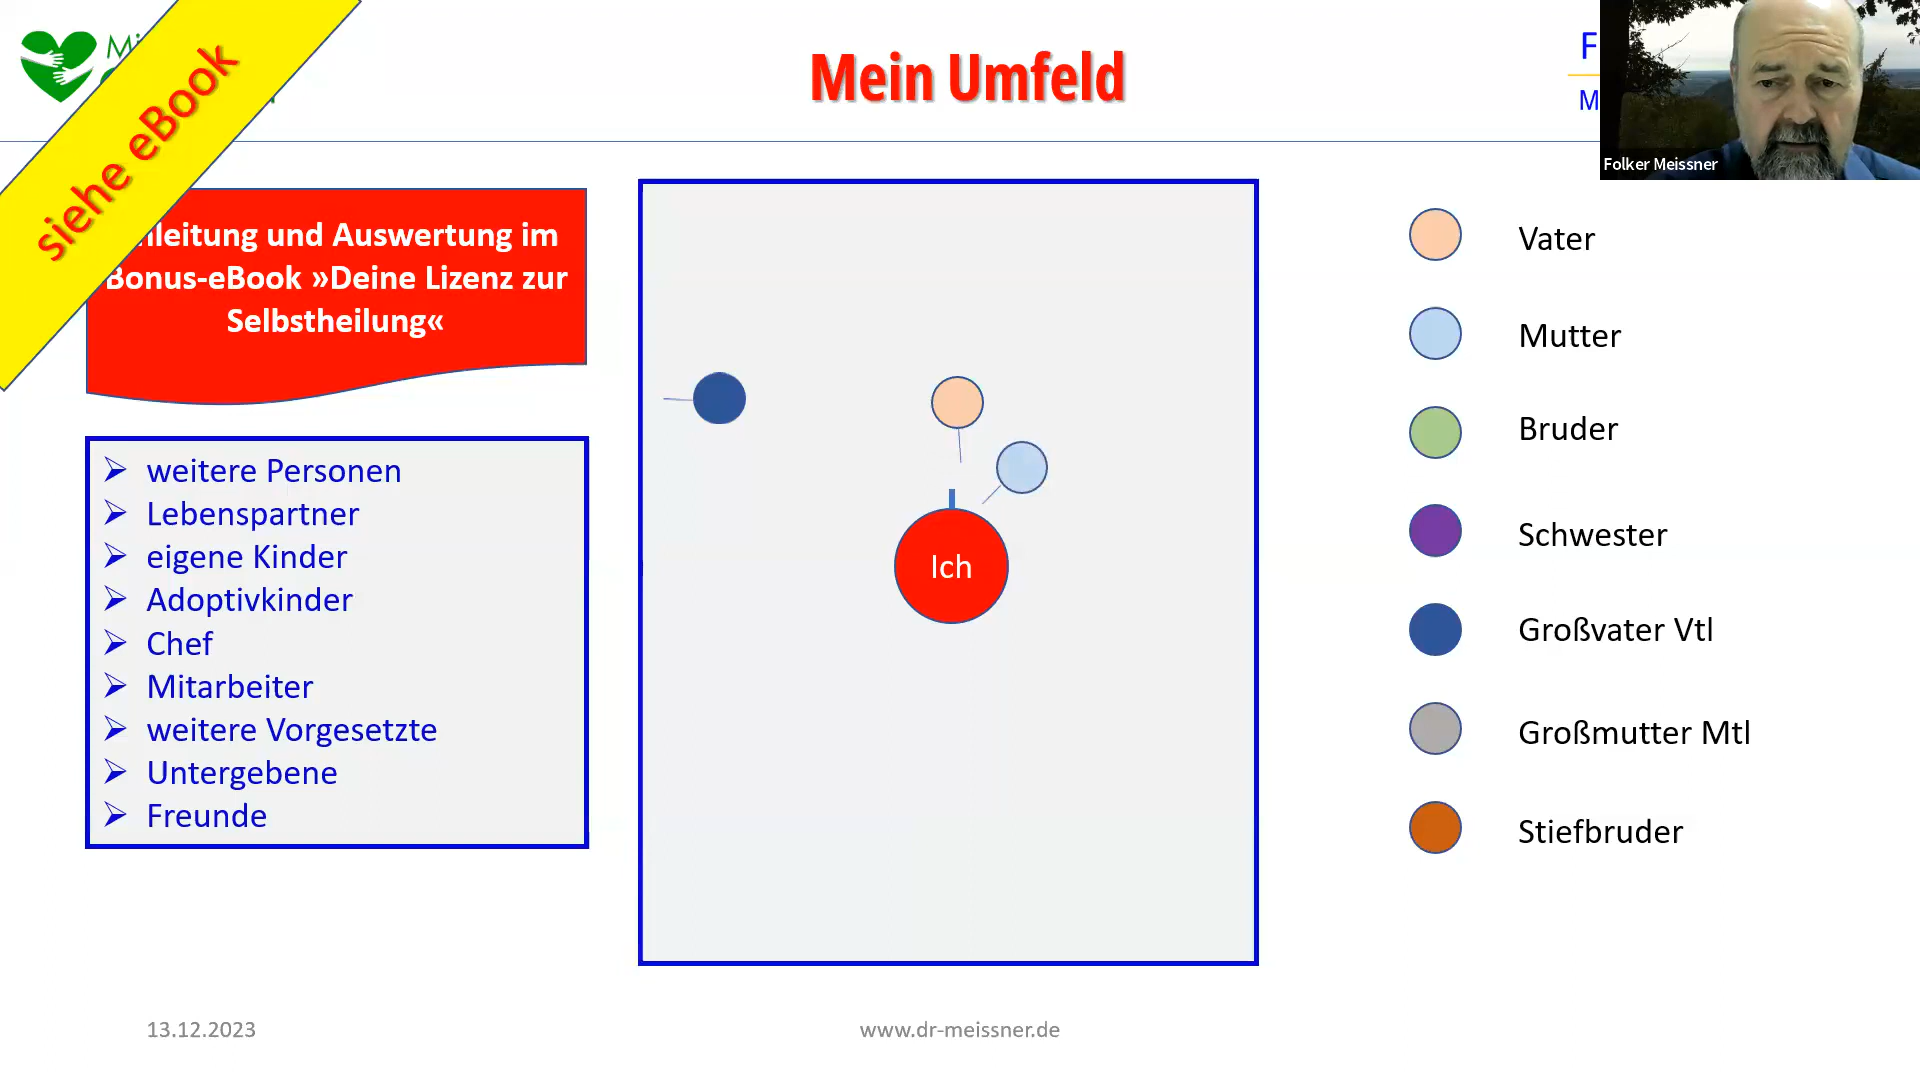 siehe eBook
Mein Umfeld
Folker Meissner
leitung und Auswertung im
Bonus-eBook »Deine Lizenz zur
Selbstheilung«
weitere Personen
Lebenspartner
eigene Kinder
Adoptivkinder
Chef
Mitarbeiter
weitere Vorgesetzte
Untergebene
Freunde
Ich
Vater
Mutter
Bruder
Schwester
Großvater Vtl
Großmutter Mtl
Stiefbruder
13.12.2023
www.dr-meissner.de